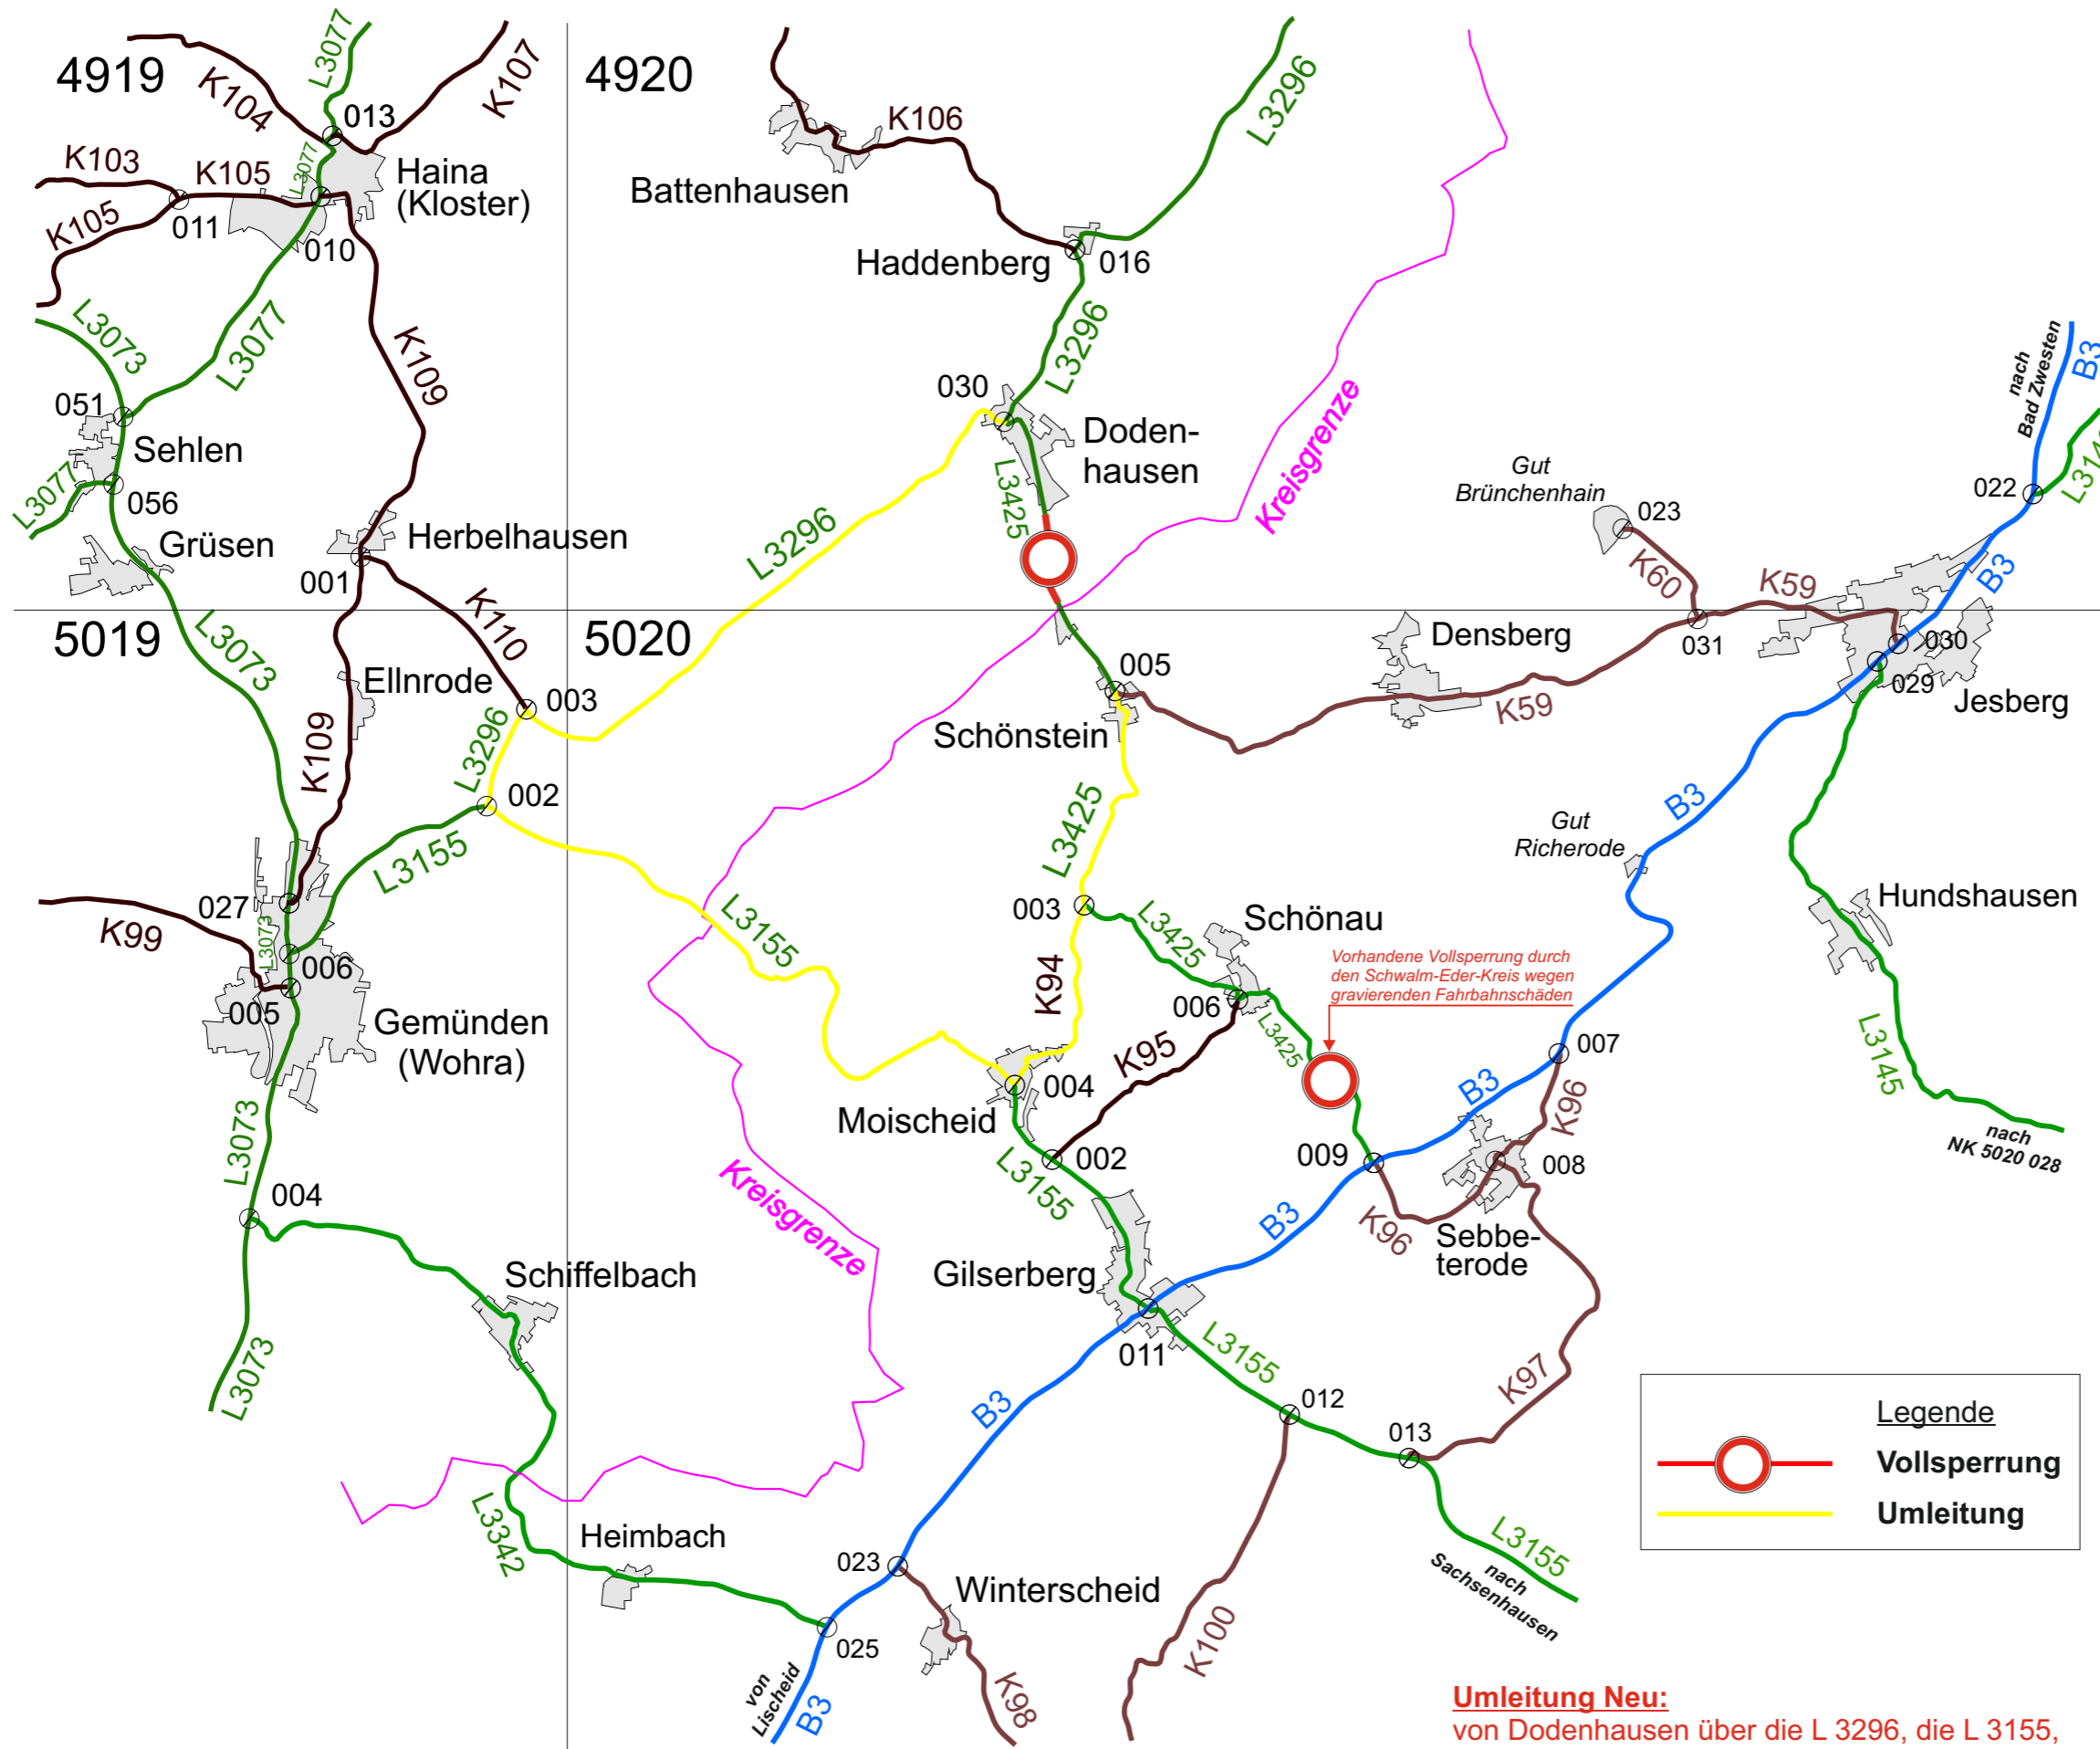 4919
4920
L3077
K104
K107
013
K103
K105
L3077
Haina
(Kloster)
011
K105
010
L3073
L3077
K109
051
Sehlen
L3077
056
Grüsen
Herbelhausen
001
K110
K106
Battenhausen
L3296
Haddenberg
016
L3296
030
Doden-
hausen
L3425
L3296
Kreisgrenze
nach
Bad Zwesten
B3
022
L314
Gut
Brünchenhain
023
K60
K59
B3
5019
5020
L3073
Ellnrode
003
K109
L3296
002
L3155
027
K99
L3073
006
005
Gemünden
(Wohra)
L3073
004
L3073
Schiffelbach
L3342
Heimbach
005
Schönstein
Densberg
031
K59
030
029
Jesberg
L3425
B3
Gut
Richerode
Hundshausen
003
L3425
Schönau
L3155
K94
006
L3425
Vorhandene Vollsperrung durch
den Schwalm-Eder-Kreis wegen
gravierenden Fahrbahnschäden
K95
004
Moischeid
002
L3155
007
B3
K96
009
008
B3
K96
Sebbe-
terode
L3145
nach
NK 5020 028
Kreisgrenze
Gilserberg
011
L3155
B3
012
K97
013
L3155
nach
Sachsenhausen
023
Winterscheid
025
von
Lischeid
B3
K98
K100
Legende
Vollsperrung
Umleitung
Umleitung Neu:
von Dodenhausen über die L 3296, die L 3155,